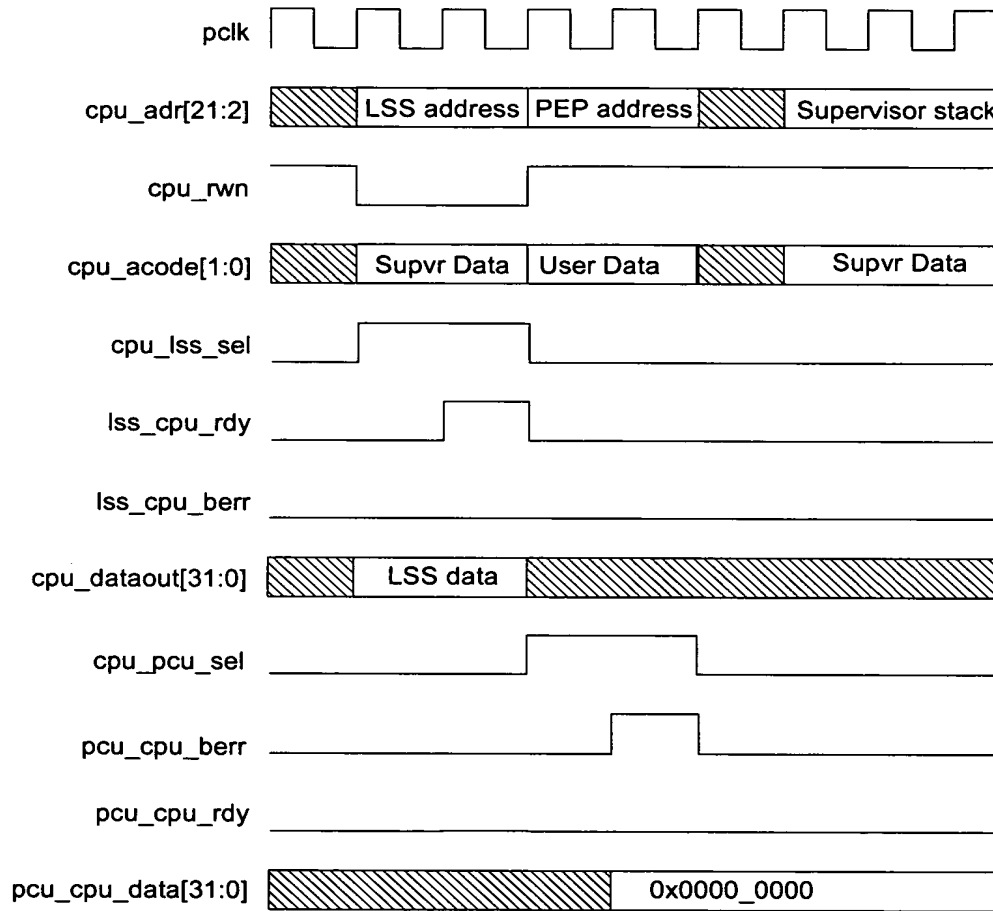 pclk
cpu_adr[21:2] LSS address PEP address Supervisor stack
cpu_rwn
cpu_acode[1:0] Supvr Data User Data Supvr Data
cpu_lss_sel
lss_cpu_rdy
lss_cpu_berr
cpu_dataout[31:0] LSS data
cpu_pcu_sel
pcu_cpu_berr
pcu_cpu_rdy
pcu_cpu_data[31:0] 0x0000_0000